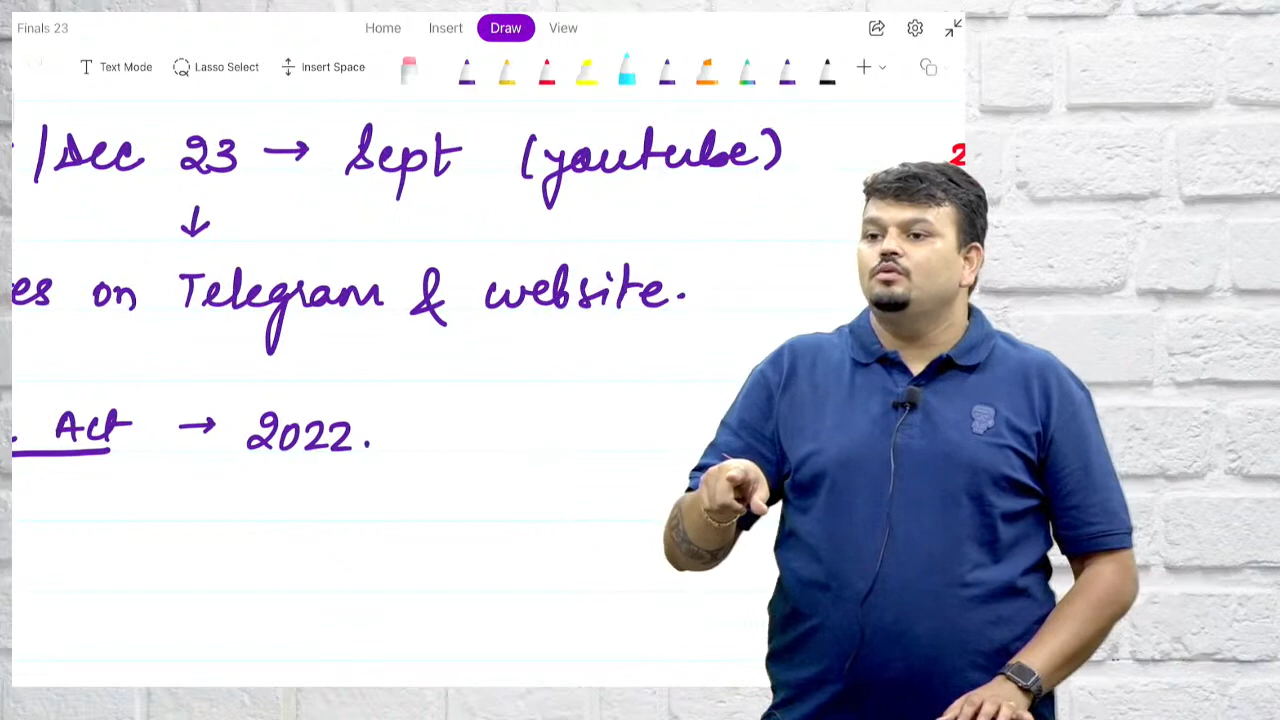 Finals 23
Home Insert Draw View
Text Mode Lasso Select Insert Space
/Dec 23 → Sept (youtube)
↓
es on Telegram & website.
. Act → 2022.
2